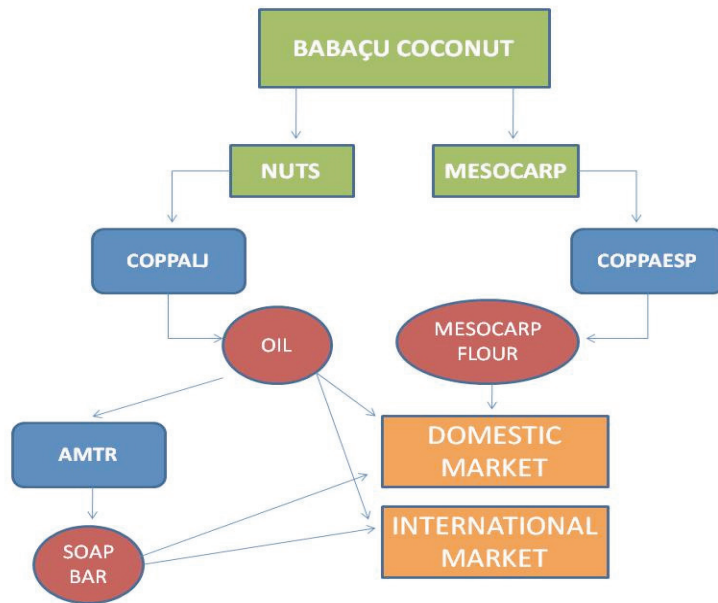 BABAÇU COCONUT
NUTS
MESOCARP
COPPALJ
COPPAESP
OIL
MESOCARP
FLOUR
AMTR
DOMESTIC
MARKET
SOAP
BAR
INTERNATIONAL
MARKET